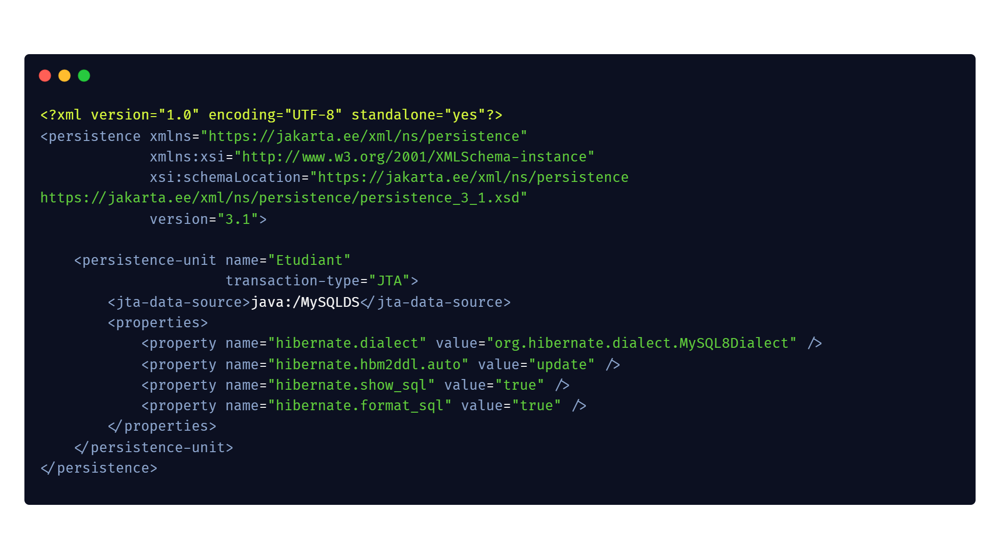 <?xml version="1.0" encoding="UTF-8" standalone="yes"?>
<persistence xmlns="https://jakarta.ee/xml/ns/persistence"
             xmlns:xsi="http://www.w3.org/2001/XMLSchema-instance"
             xsi:schemaLocation="https://jakarta.ee/xml/ns/persistence
https://jakarta.ee/xml/ns/persistence/persistence_3_1.xsd"
             version="3.1">

    <persistence-unit name="Etudiant"
                      transaction-type="JTA">
        <jta-data-source>java:/MySQLDS</jta-data-source>
        <properties>
            <property name="hibernate.dialect" value="org.hibernate.dialect.MySQL8Dialect" />
            <property name="hibernate.hbm2ddl.auto" value="update" />
            <property name="hibernate.show_sql" value="true" />
            <property name="hibernate.format_sql" value="true" />
        </properties>
    </persistence-unit>
</persistence>